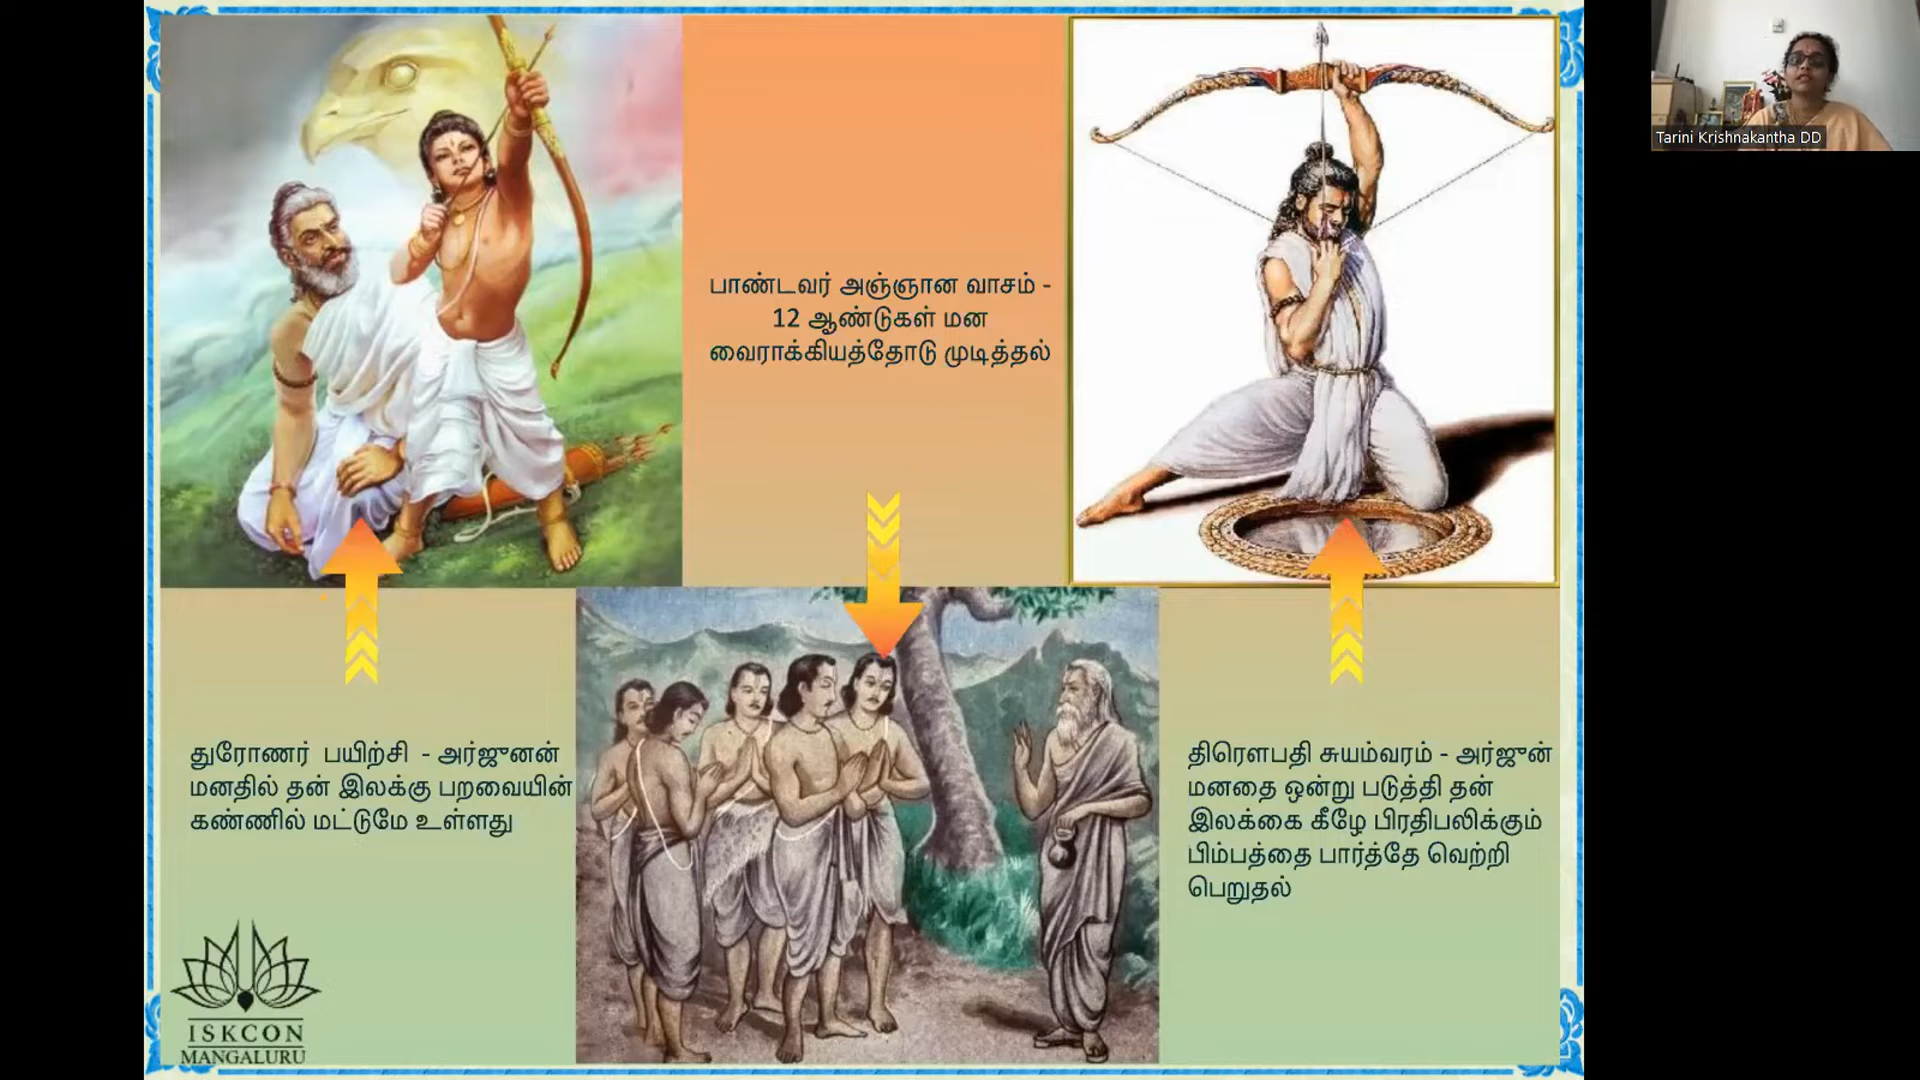 பாண்டவர் அஞ்ஞான வாசம் -
12 ஆண்டுகள் மன
வைராக்கியத்தோடு முடித்தல்
துரோணர் பயிற்சி - அர்ஜுனன்
மனதில் தன் இலக்கு பறவையின்
கண்ணில் மட்டுமே உள்ளது
திரௌபதி சுயம்வரம் - அர்ஜுன்
மனதை ஒன்று படுத்தி தன்
இலக்கை கீழே பிரதிபலிக்கும்
பிம்பத்தை பார்த்தே வெற்றி
பெறுதல்
ISKCON
MANGALURU
Tarini Krishnakantha DD